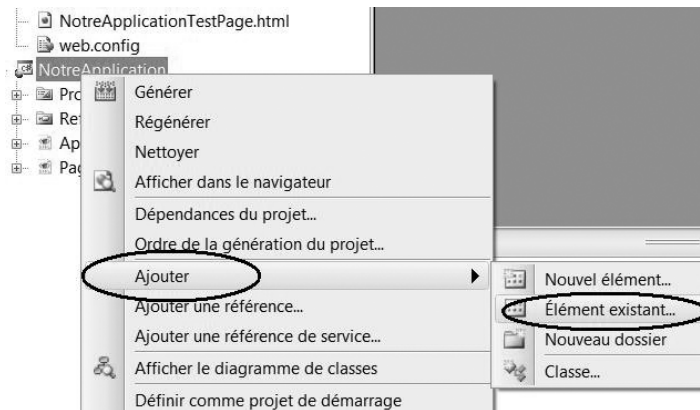 NotreApplicationTestPage.html
web.config
NotreApplication
Pro
Générer
Re
Régénérer
Ap
Nettoyer
Pag
Afficher dans le navigateur
Dépendances du projet...
Ordre de la génération du projet...
Ajouter
Nouvel élément...
Ajouter une référence...
Élément existant...
Ajouter une référence de service...
Nouveau dossier
Afficher le diagramme de classes
Classe...
Définir comme projet de démarrage